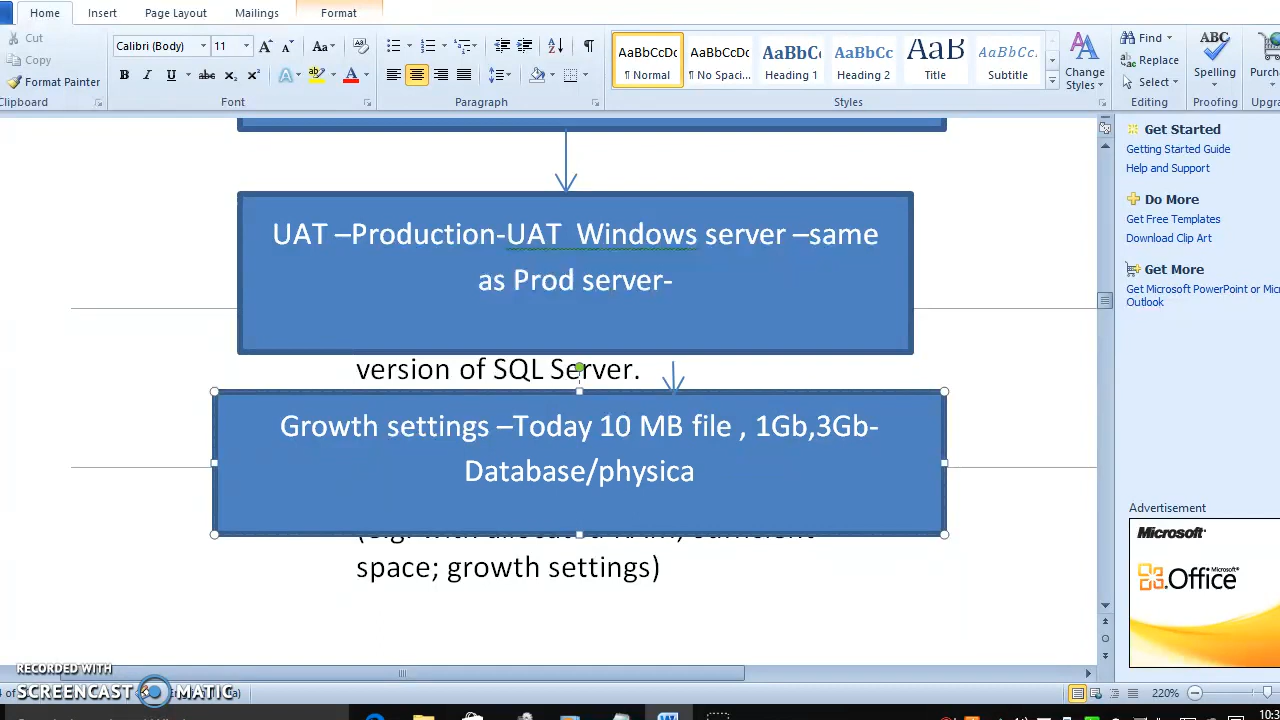 Home Insert Page Layout Mailings Format
Cut
Copy
Format Painter
Clipboard
Calibri (Body) 11
Aa
B I U abc x₂ x² A
Font
Paragraph
AaBbCcDc AaBbCcDc AaBbCc AaBbCc AaB AaBbCc
¶ Normal ¶ No Spaci... Heading 1 Heading 2 Title Subtitle
Styles
Change
Styles
Find
Replace
Select
Editing
ABC
Spelling
Proofing
Get Started
Getting Started Guide
Help and Support
Do More
Get Free Templates
Download Clip Art
Get More
Get Microsoft PowerPoint or
Outlook
Advertisement
Microsoft
Microsoft
Office
UAT –Production-UAT Windows server –same
as Prod server-
version of SQL Server.
Growth settings –Today 10 MB file , 1Gb,3Gb-
Database/physica
space; growth settings)
RECORDED WITH
SCREENCAST MATIC
220%